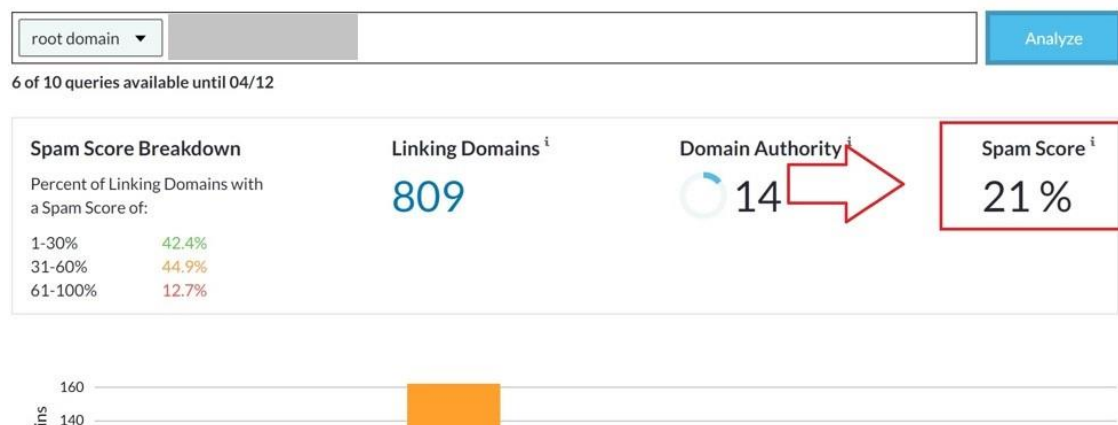 root domain
Analyze
6 of 10 queries available until 04/12
Spam Score Breakdown
Percent of Linking Domains with
a Spam Score of:
1-30% 42.4%
31-60% 44.9%
61-100% 12.7%
Linking Domains i
809
Domain Authority i
14
Spam Score i
21 %
160
140